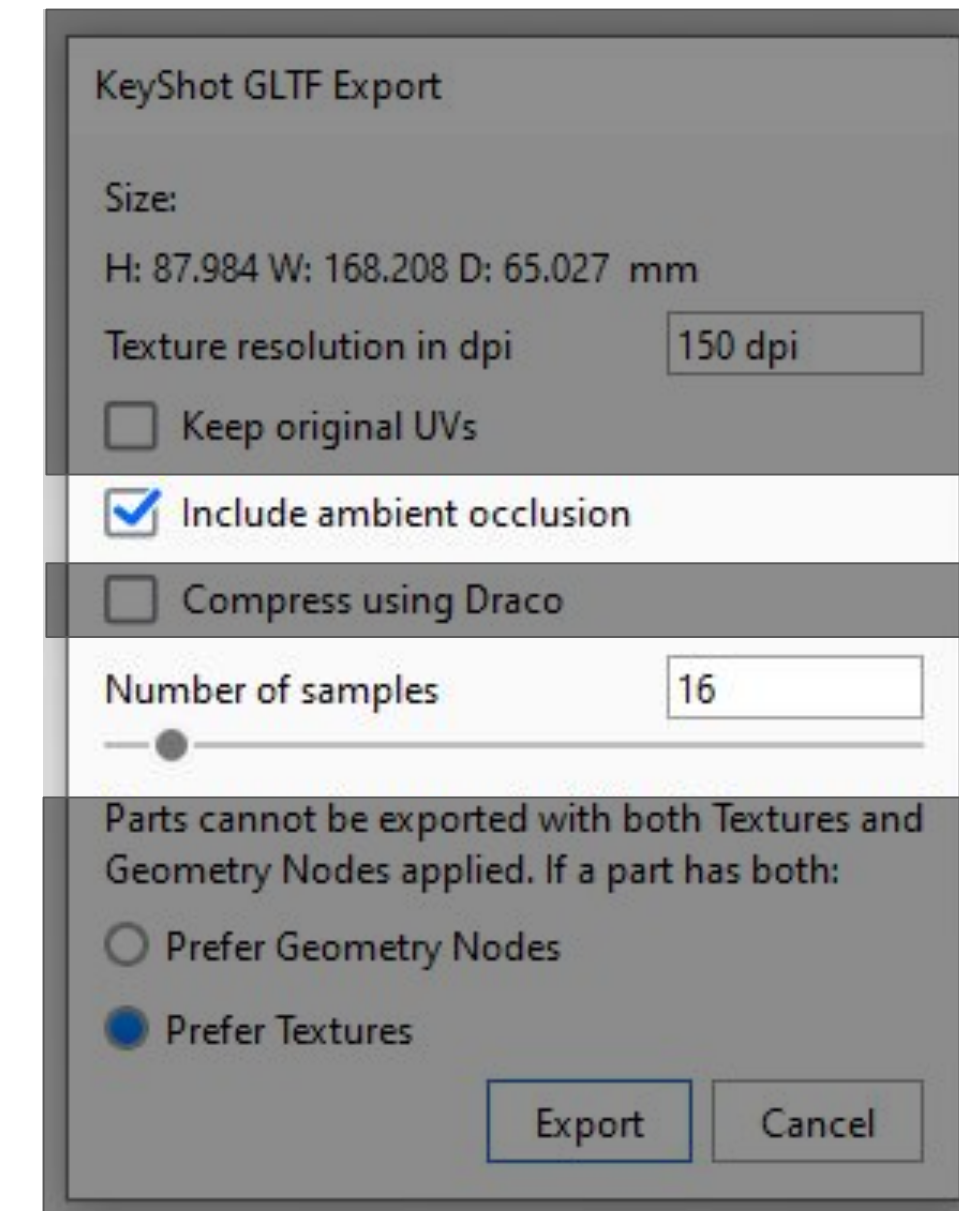 KeyShot GLTF Export
Size:
H: 87.984 W: 168.208 D: 65.027 mm
Texture resolution in dpi 150 dpi
Keep original UVs
Include ambient occlusion
Compress using Draco
Number of samples 16
Parts cannot be exported with both Textures and
Geometry Nodes applied. If a part has both:
Prefer Geometry Nodes
Prefer Textures
Export Cancel